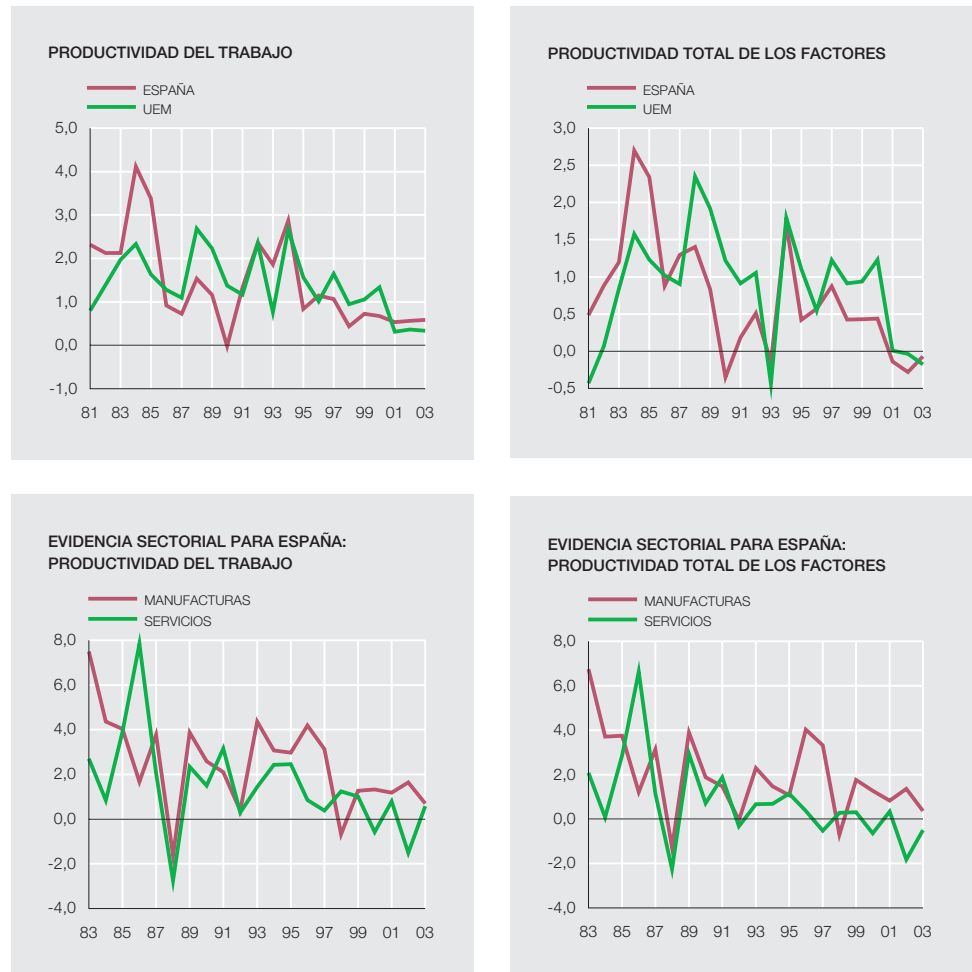 PRODUCTIVIDAD DEL TRABAJO
ESPAÑA
UEM
5,0
4,0
3,0
2,0
1,0
0,0
-1,0
81 83 85 87 89 91 93 95 97 99 01 03
PRODUCTIVIDAD TOTAL DE LOS FACTORES
ESPAÑA
UEM
3,0
2,5
2,0
1,5
1,0
0,5
0,0
-0,5
81 83 85 87 89 91 93 95 97 99 01 03
EVIDENCIA SECTORIAL PARA ESPAÑA:
PRODUCTIVIDAD DEL TRABAJO
MANUFACTURAS
SERVICIOS
8,0
6,0
4,0
2,0
0,0
-2,0
-4,0
83 85 87 89 91 93 95 97 99 01 03
EVIDENCIA SECTORIAL PARA ESPAÑA:
PRODUCTIVIDAD TOTAL DE LOS FACTORES
MANUFACTURAS
SERVICIOS
8,0
6,0
4,0
2,0
0,0
-2,0
-4,0
83 85 87 89 91 93 95 97 99 01 03